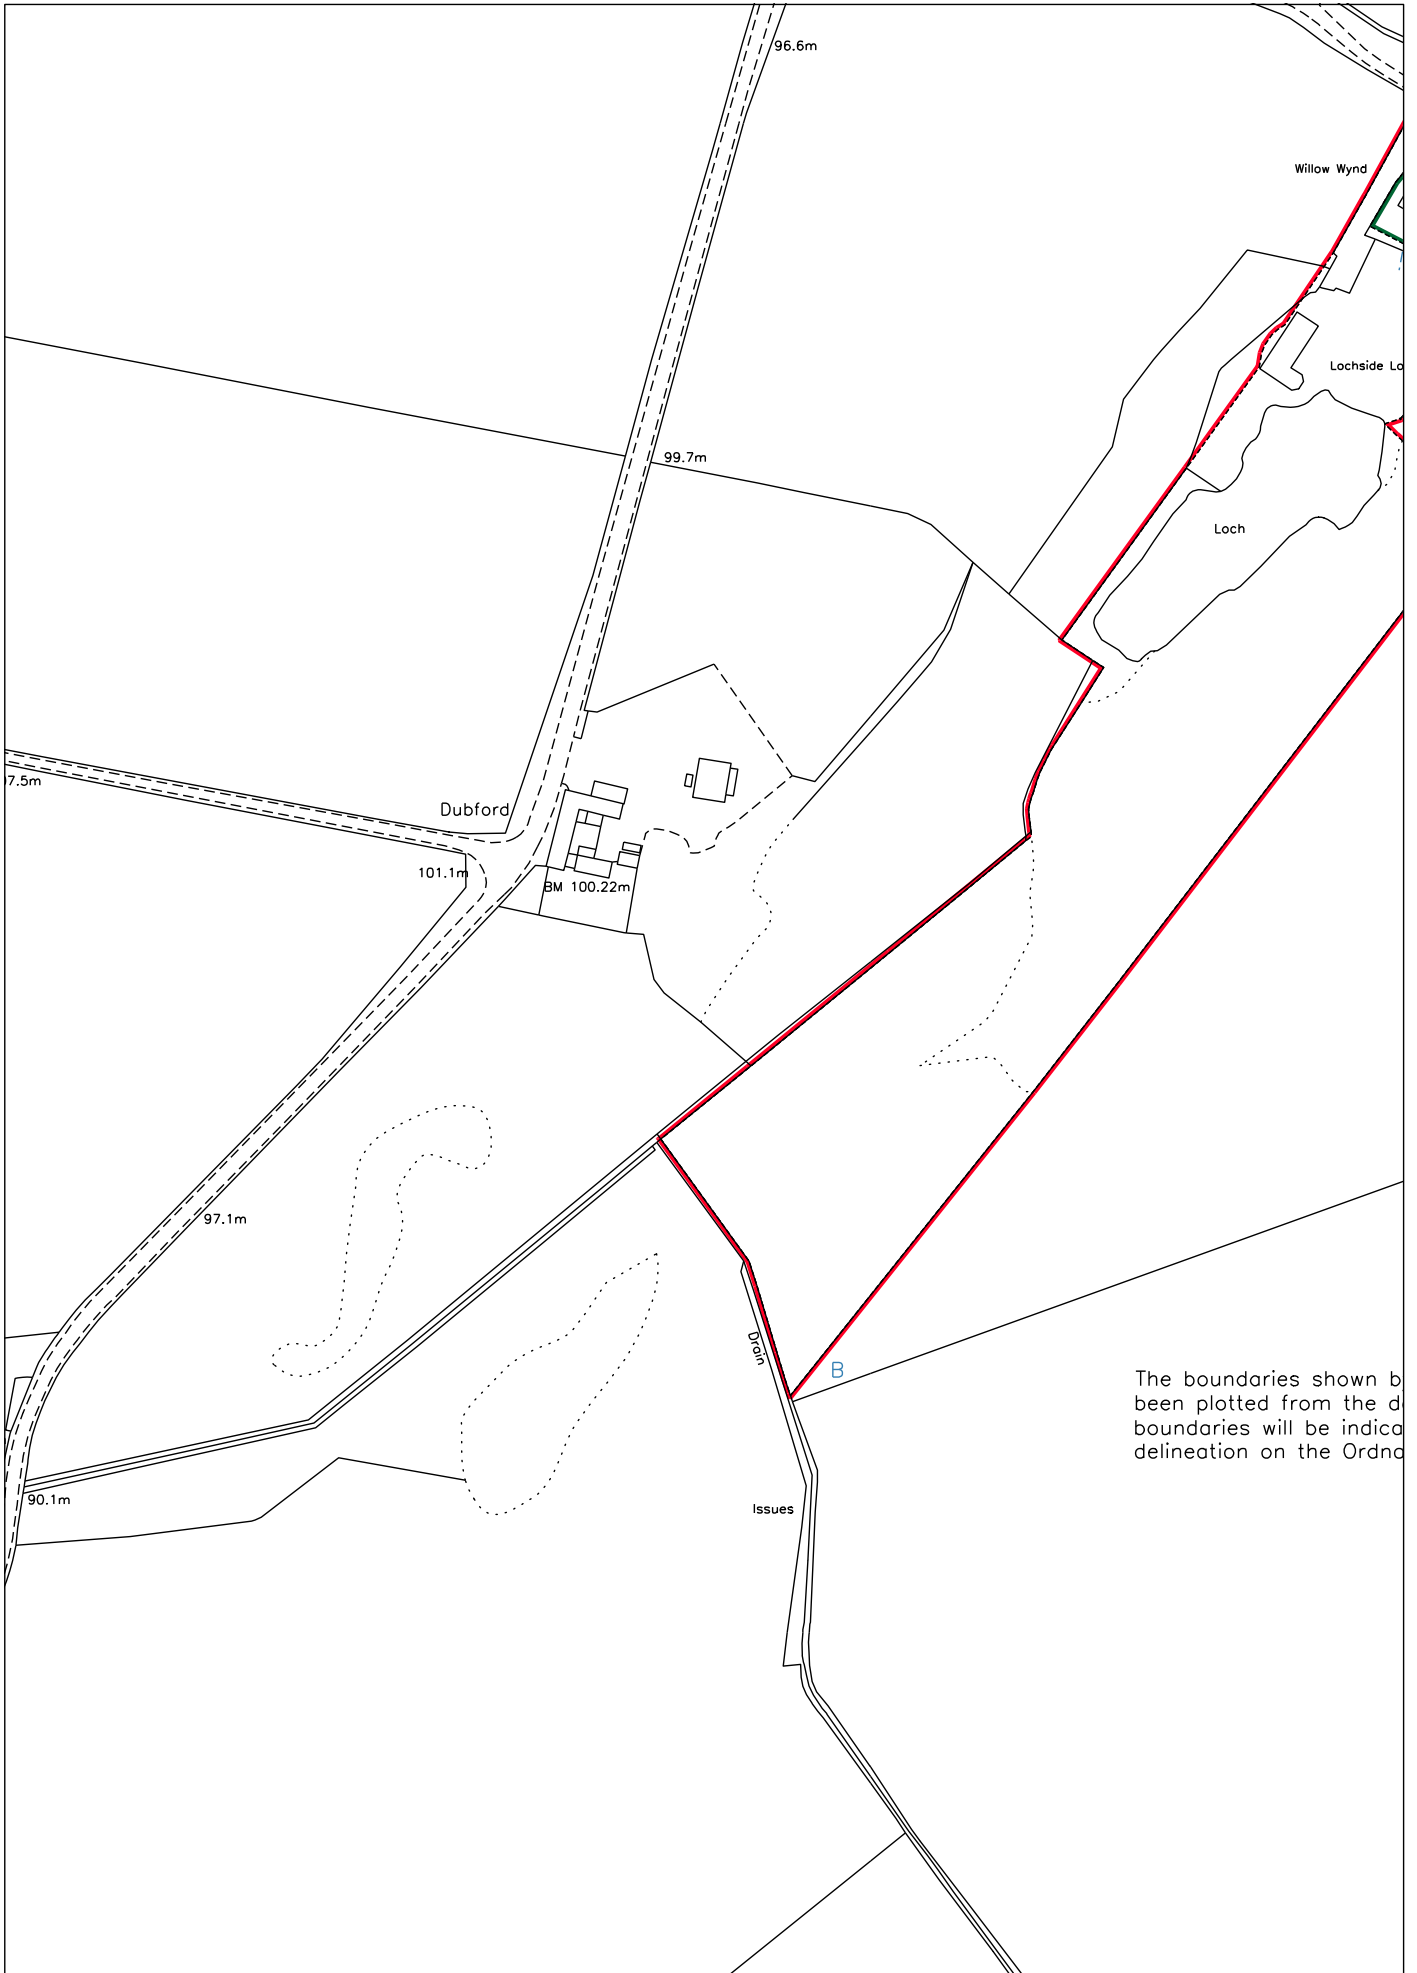 96.6m
Willow Wynd
Lochside Lo
99.7m
Loch
7.5m
Dubford
101.1m
BM 100.22m
97.1m
Drain
B
The boundaries shown b
been plotted from the d
boundaries will be indica
delineation on the Ordna
90.1m
Issues